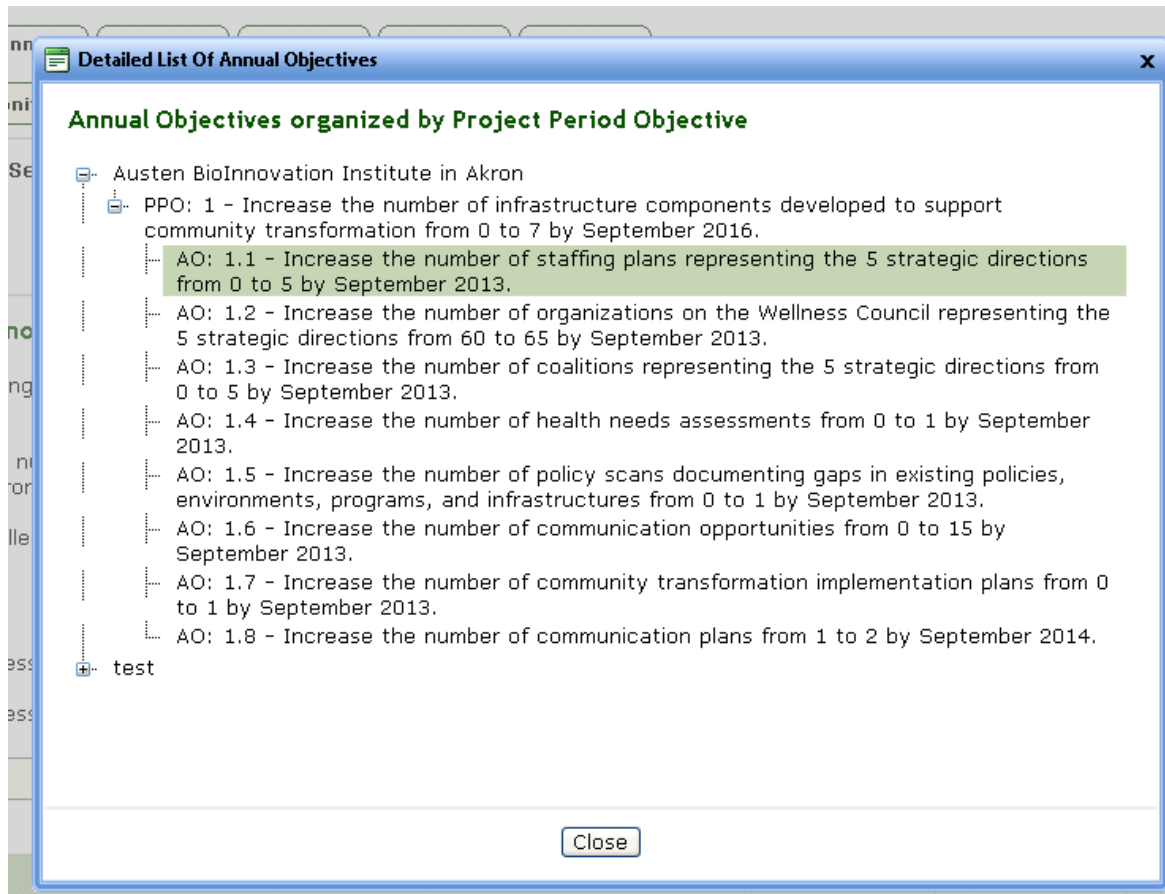 Detailed List Of Annual Objectives
x
Annual Objectives organized by Project Period Objective
Austen BioInnovation Institute in Akron
PPO: 1 - Increase the number of infrastructure components developed to support
community transformation from 0 to 7 by September 2016.
AO: 1.1 - Increase the number of staffing plans representing the 5 strategic directions
from 0 to 5 by September 2013.
AO: 1.2 - Increase the number of organizations on the Wellness Council representing the
5 strategic directions from 60 to 65 by September 2013.
AO: 1.3 - Increase the number of coalitions representing the 5 strategic directions from
0 to 5 by September 2013.
AO: 1.4 - Increase the number of health needs assessments from 0 to 1 by September
2013.
AO: 1.5 - Increase the number of policy scans documenting gaps in existing policies,
environments, programs, and infrastructures from 0 to 1 by September 2013.
AO: 1.6 - Increase the number of communication opportunities from 0 to 15 by
September 2013.
AO: 1.7 - Increase the number of community transformation implementation plans from 0
to 1 by September 2013.
AO: 1.8 - Increase the number of communication plans from 1 to 2 by September 2014.
test
Close